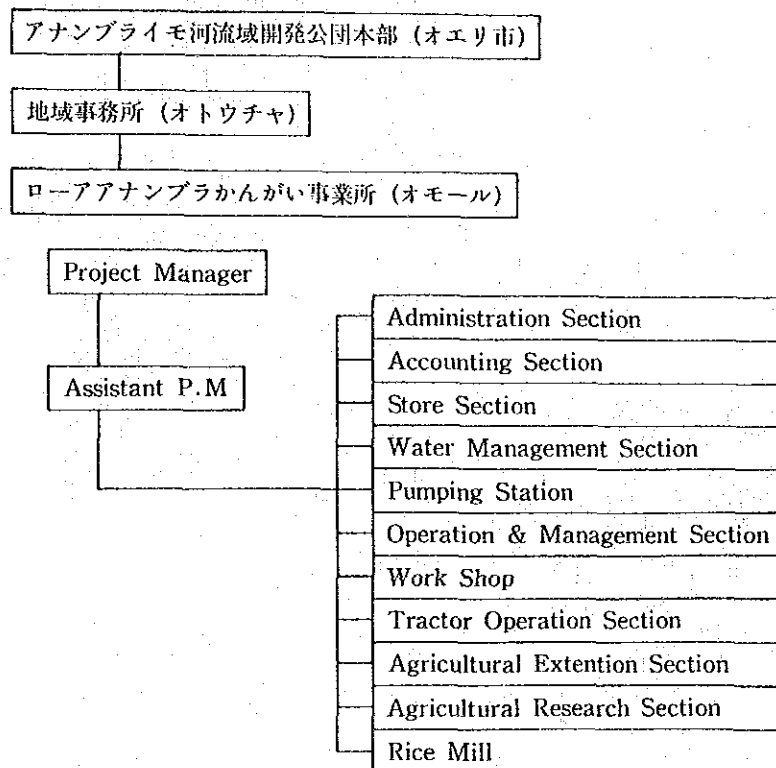 アナンブライモ河流域開発公団本部 (オエリ市)
地域事務所 (オトウチャ)
ローアアナンブラかんがい事業所 (オモール)
Project Manager
Assistant P.M
Administration Section
Accounting Section
Store Section
Water Management Section
Pumping Station
Operation & Management Section
Work Shop
Tractor Operation Section
Agricultural Extention Section
Agricultural Research Section
Rice Mill